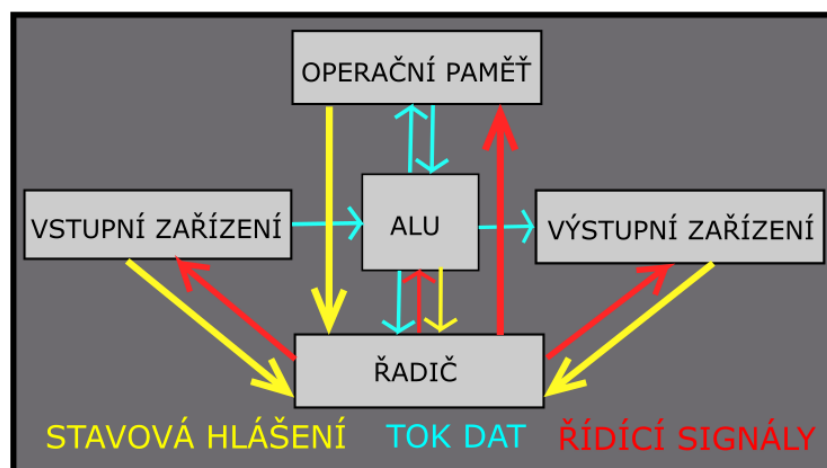 OPERAČNÍ PAMĚŤ
VSTUPNÍ ZAŘÍZENÍ
ALU
VÝSTUPNÍ ZAŘÍZENÍ
ŘADIČ
STAVOVÁ HLÁŠENÍ TOK DAT ŘÍDÍCÍ SIGNÁLY